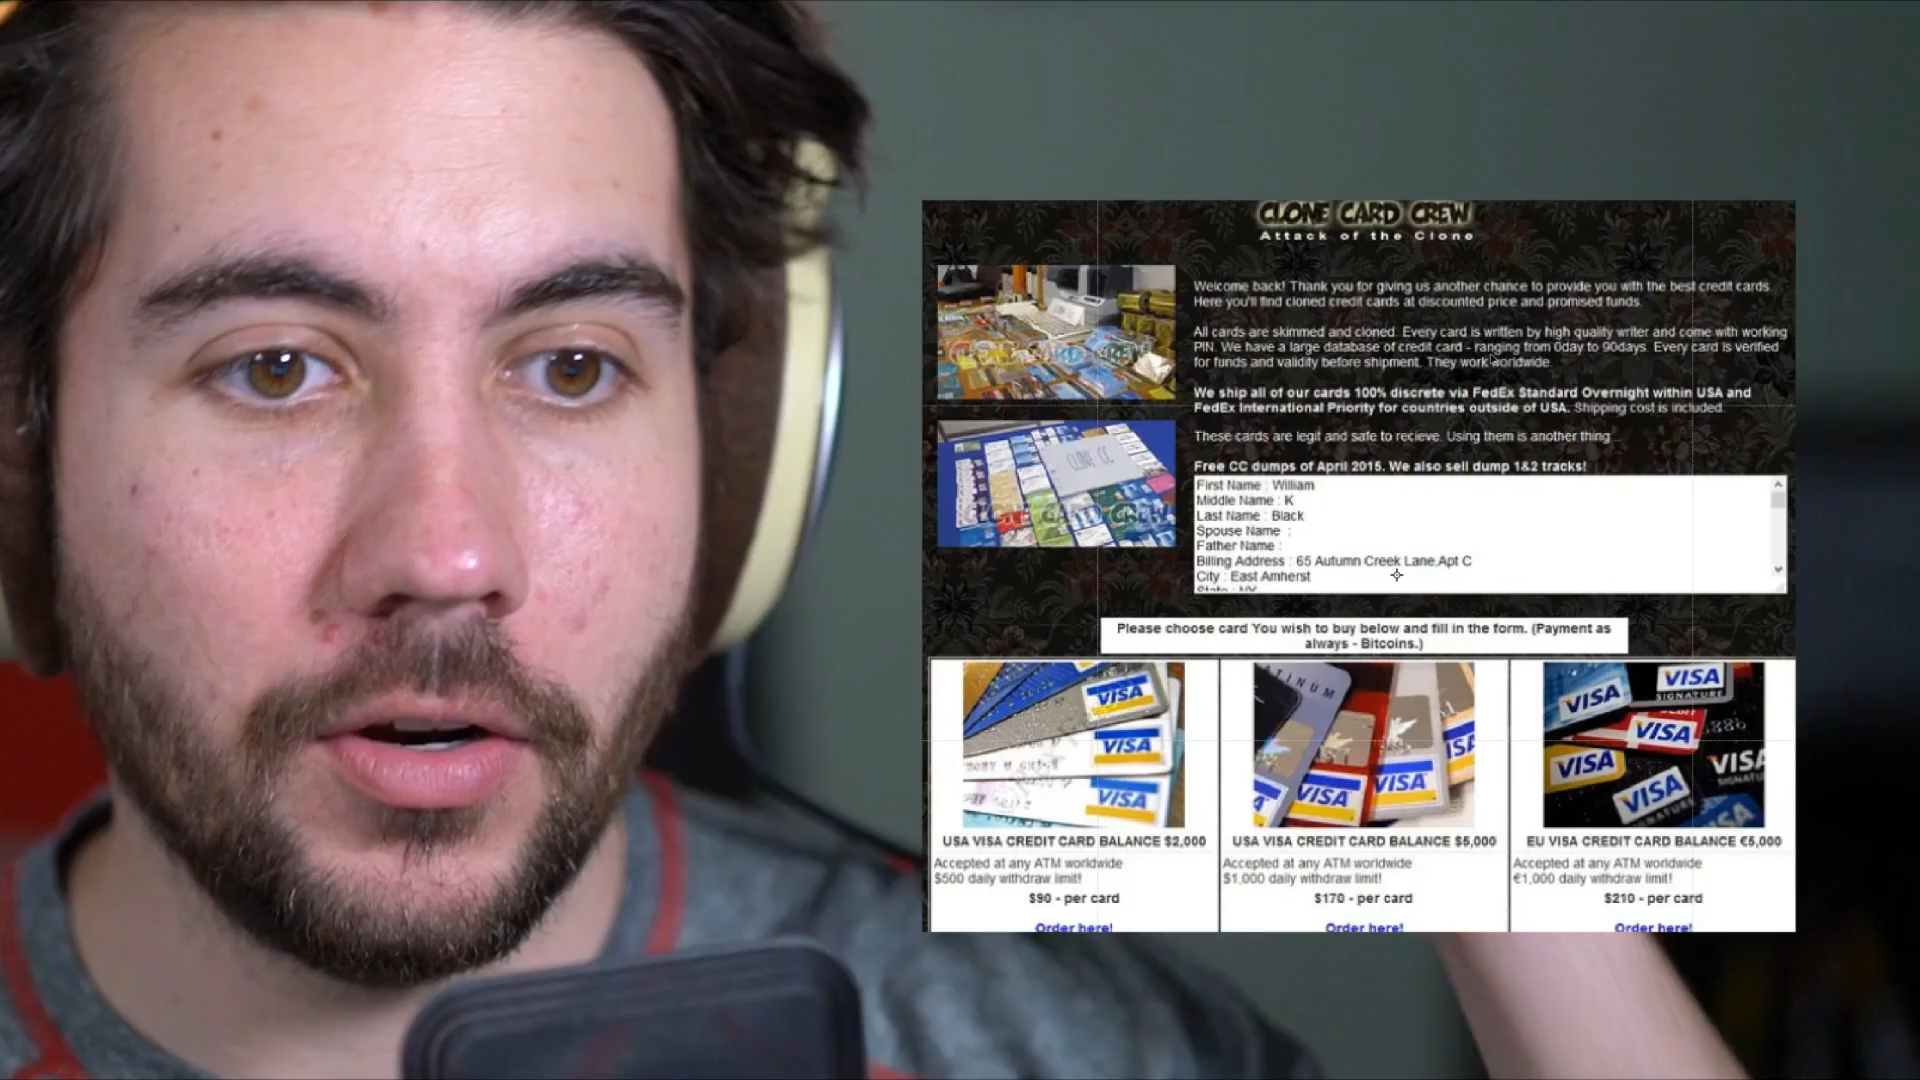 CLONE CARD CREW
Attack of the Clone
Welcome back! Thank you for giving us another chance to provide you with the best credit cards.
Here you'll find cloned credit cards at discounted price and promised funds.
All cards are skimmed and cloned. Every card is written by high quality writer and come with working
PIN. We have a large database of credit card - ranging from 0day to 90days. Every card is verified
for funds and validity before shipment. They work worldwide.
We ship all of our cards 100% discrete via FedEx Standard Overnight within USA and
FedEx International Priority for countries outside of USA. Shipping cost is included.
These cards are legit and safe to recieve. Using them is another thing...
Free CC dumps of April 2015. We also sell dump 1&2 tracks!
First Name : William
Middle Name : K
Last Name : Black
Spouse Name :
Father Name :
Billing Address : 65 Autumn Creek Lane,Apt C
City : East Amherst
State : NY
CLONE CC
Please choose card You wish to buy below and fill in the form. (Payment as
always - Bitcoins.)
VISA
VISA
VISA
VISA
VISA
VISA
VISA
SIGNATURE
VISA
VISA
VISA
VISA
USA VISA CREDIT CARD BALANCE $2,000
Accepted at any ATM worldwide
$500 daily withdraw limit!
$90 - per card
Order here!
USA VISA CREDIT CARD BALANCE $5,000
Accepted at any ATM worldwide
$1,000 daily withdraw limit!
$170 - per card
Order here!
EU VISA CREDIT CARD BALANCE €5,000
Accepted at any ATM worldwide
€1,000 daily withdraw limit!
$210 - per card
Order here!